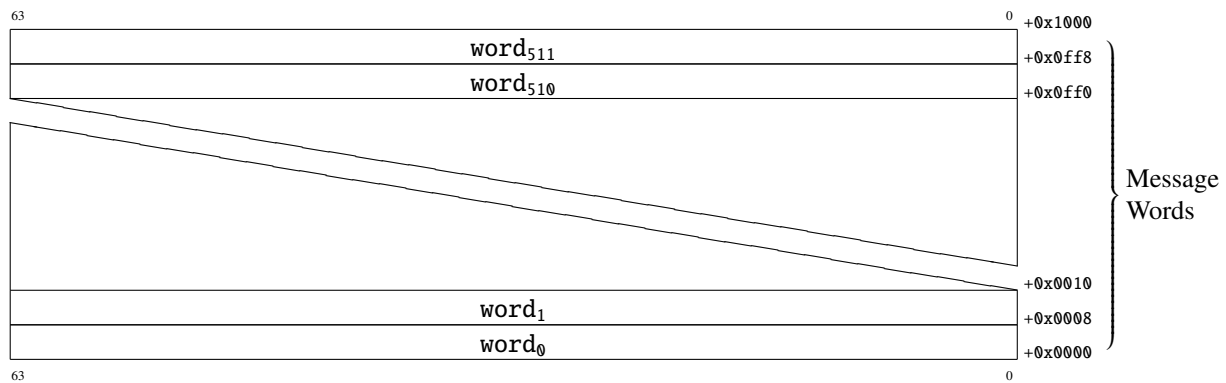 63 0
+0x1000
word₅₁₁
+0x0ff8
word₅₁₀
+0x0ff0
Message
Words
+0x0010
word₁
+0x0008
word₀
+0x0000
63 0